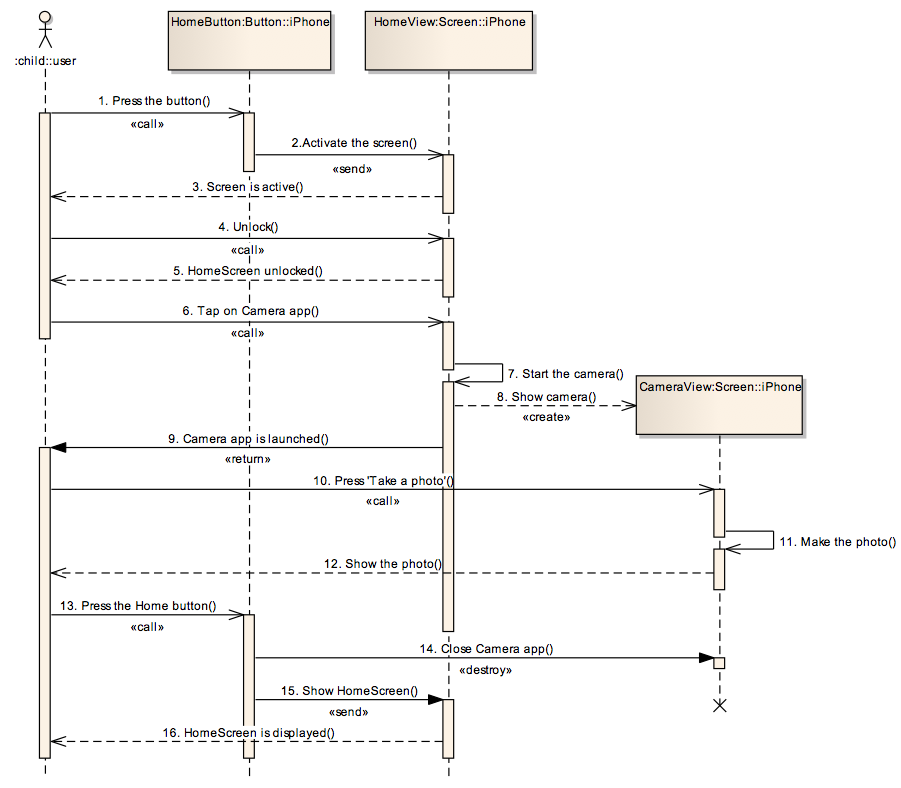 HomeButton:Button::iPhone
HomeView:Screen::iPhone
:child::user
1. Press the button()
«call»
2.Activate the screen()
«send»
3. Screen is active()
4. Unlock()
«call»
5. HomeScreen unlocked()
6. Tap on Camera app()
«call»
7. Start the camera()
CameraView:Screen::iPhone
8. Show camera()
«create»
9. Camera app is launched()
«return»
10. Press 'Take a photo'()
«call»
11. Make the photo()
12. Show the photo()
13. Press the Home button()
«call»
14. Close Camera app()
«destroy»
15. Show HomeScreen()
«send»
16. HomeScreen is displayed()